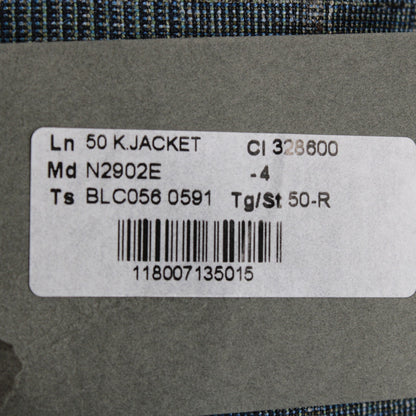 Ln 50 K.JACKET Cl 328600
Md N2902E -4
Ts BLC056 0591 Tg/St 50-R
118007135015